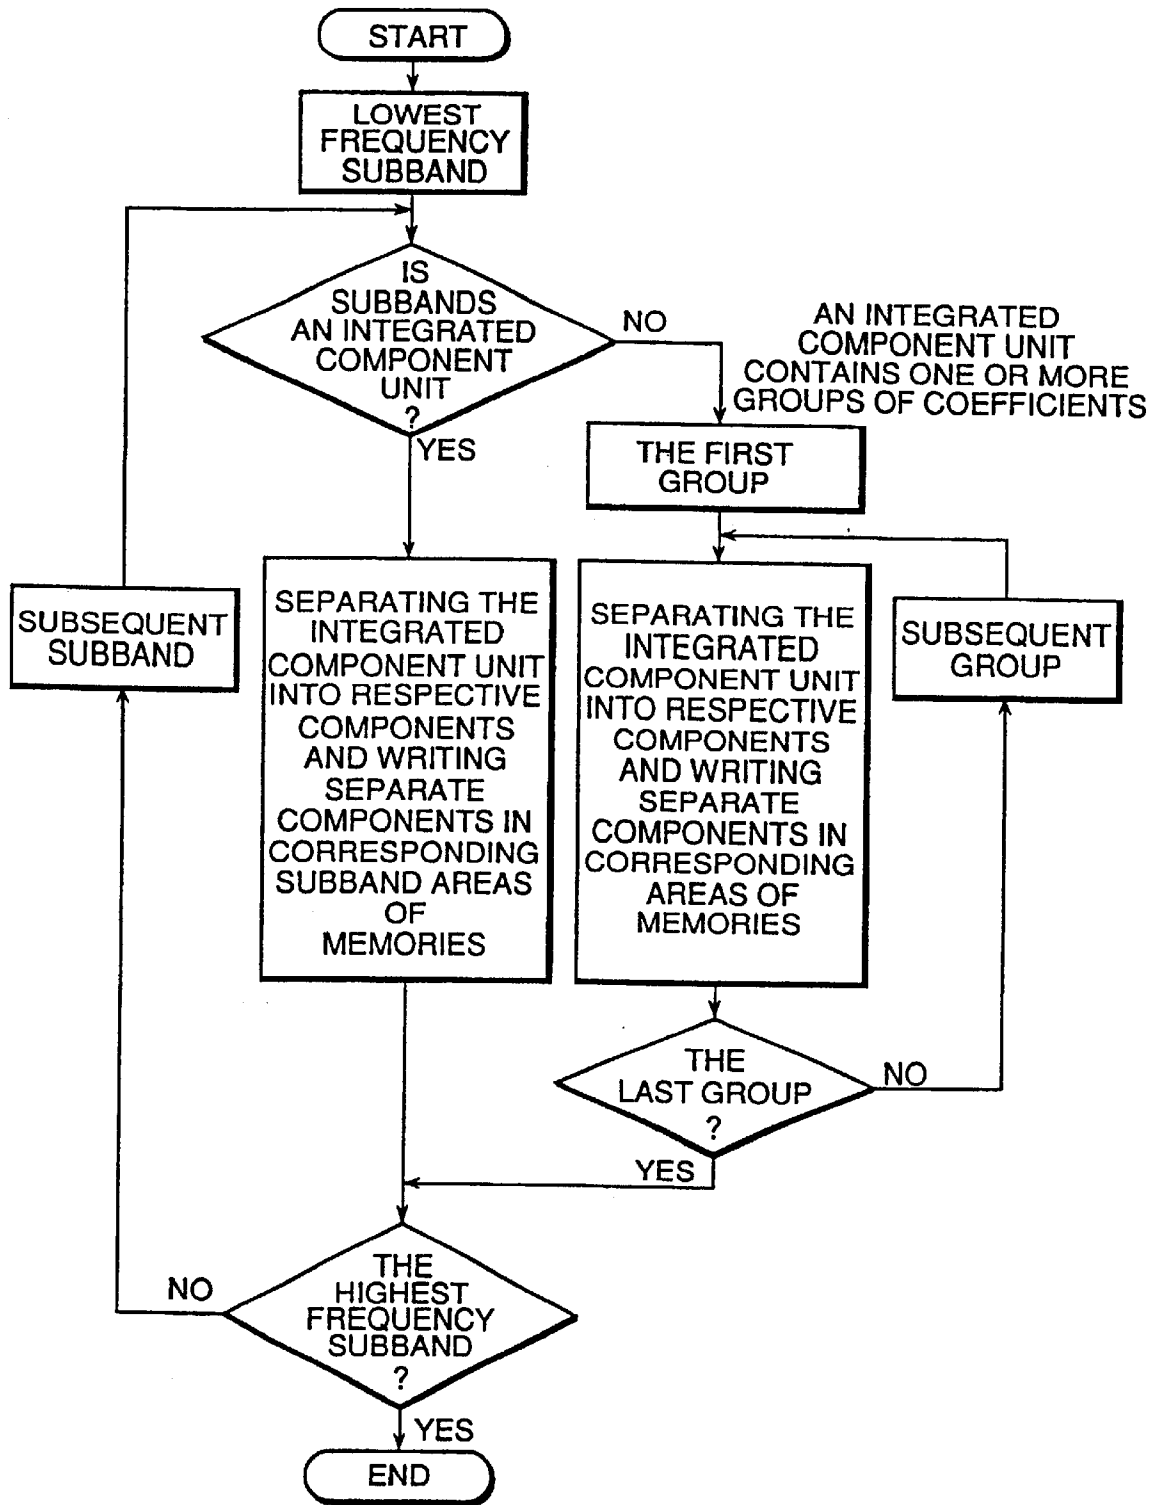 START
LOWEST
FREQUENCY
SUBBAND
IS
SUBBANDS
AN INTEGRATED
COMPONENT
UNIT
?
NO
AN INTEGRATED
COMPONENT UNIT
CONTAINS ONE OR MORE
GROUPS OF COEFFICIENTS
YES
THE FIRST
GROUP
SUBSEQUENT
SUBBAND
SEPARATING THE
INTEGRATED
COMPONENT UNIT
INTO RESPECTIVE
COMPONENTS
AND WRITING
SEPARATE
COMPONENTS IN
CORRESPONDING
SUBBAND AREAS
OF
MEMORIES
SEPARATING THE
INTEGRATED
COMPONENT UNIT
INTO RESPECTIVE
COMPONENTS
AND WRITING
SEPARATE
COMPONENTS IN
CORRESPONDING
AREAS OF
MEMORIES
SUBSEQUENT
GROUP
THE
LAST GROUP
?
NO
YES
THE
HIGHEST
FREQUENCY
SUBBAND
?
NO
YES
END